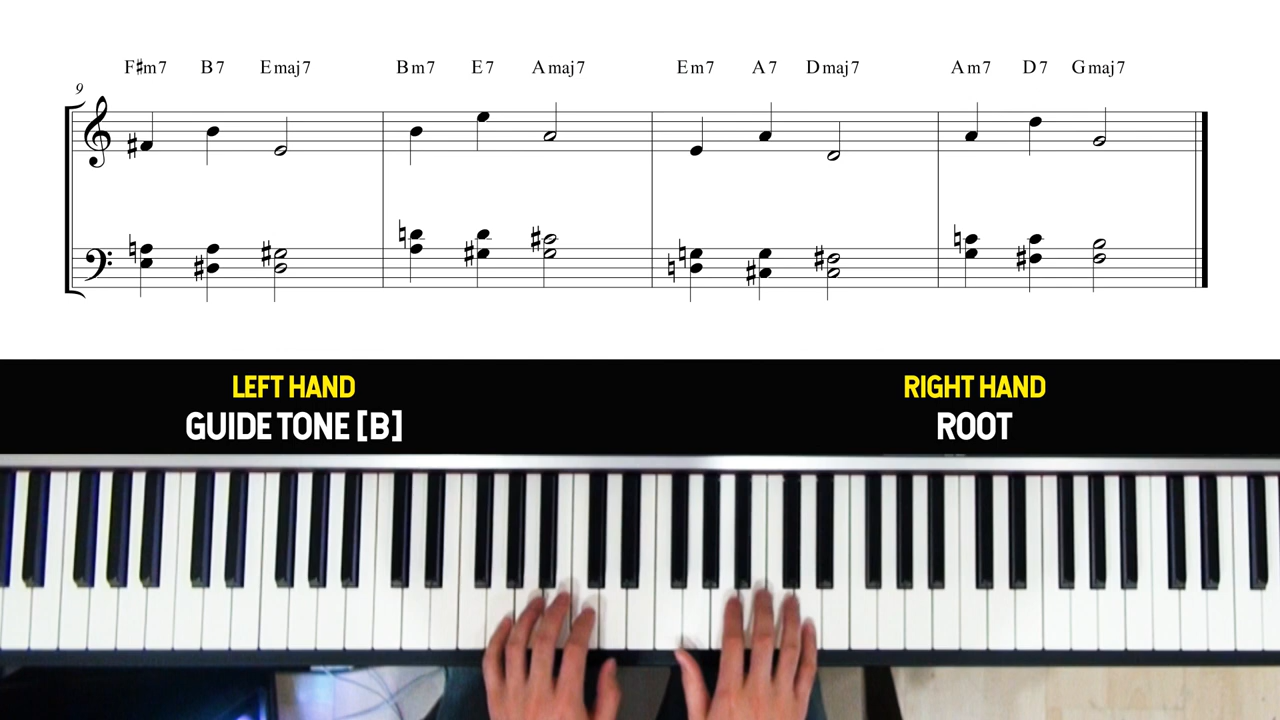 F♯m7 B7 Emaj7 Bm7 E7 Amaj7 Em7 A7 Dmaj7 Am7 D7 Gmaj7
9
LEFT HAND RIGHT HAND
GUIDE TONE [B] ROOT